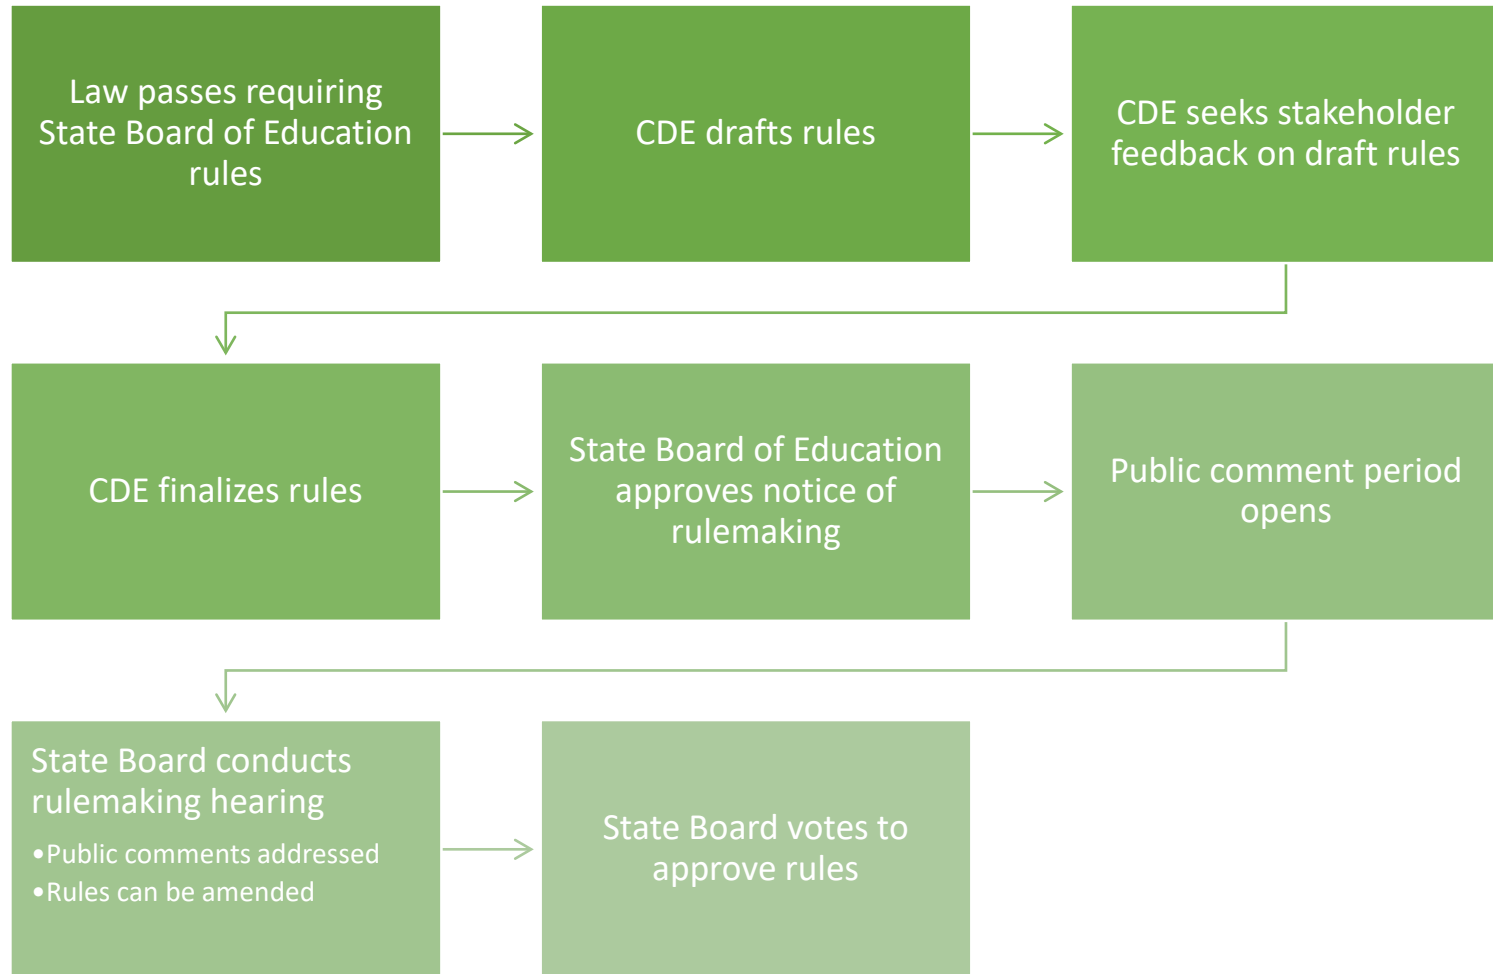 Law passes requiring
State Board of Education
rules
CDE drafts rules
CDE seeks stakeholder
feedback on draft rules
CDE finalizes rules
State Board of Education
approves notice of
rulemaking
Public comment period
opens
State Board conducts
rulemaking hearing
•Public comments addressed
•Rules can be amended
State Board votes to
approve rules